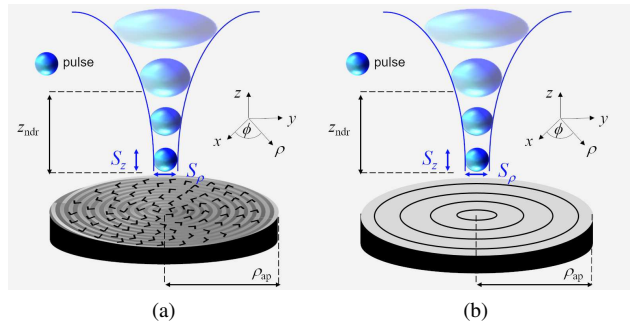 pulse
z
z_ndr
y
x
ϕ
ρ
S_z
S_ρ
ρ_ap
(a)
pulse
z
z_ndr
y
x
ϕ
ρ
S_z
S_ρ
ρ_ap
(b)